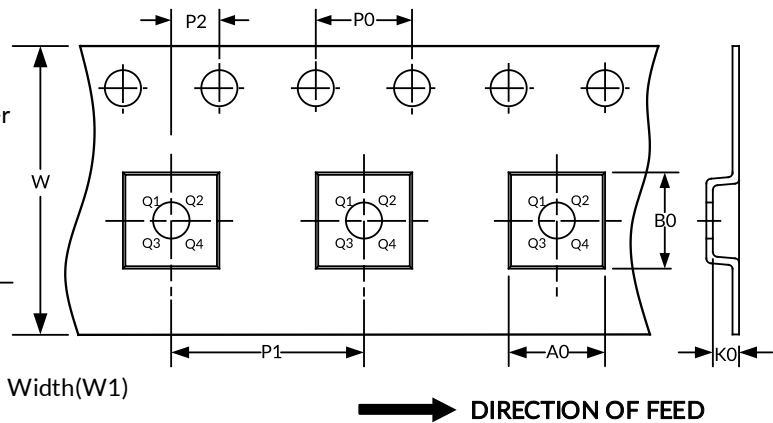 P2
P0
er
W
Q1 Q2
Q3 Q4
Q1 Q2
Q3 Q4
Q1 Q2
Q3 Q4
B0
P1
A0
K0
Width(W1)
DIRECTION OF FEED